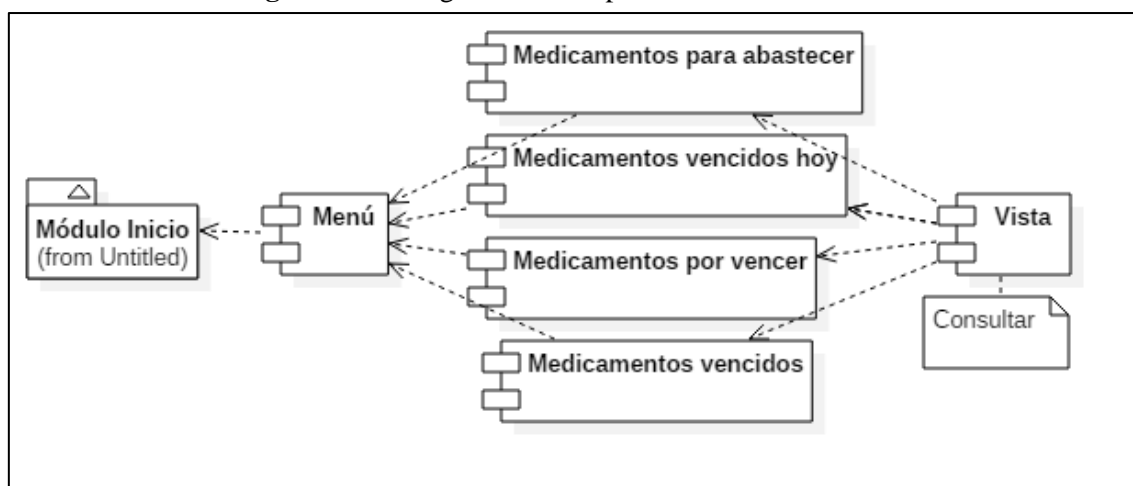 Medicamentos para abastecer
Medicamentos vencidos hoy
Módulo Inicio
(from Untitled)
Menú
Vista
Medicamentos por vencer
Consultar
Medicamentos vencidos